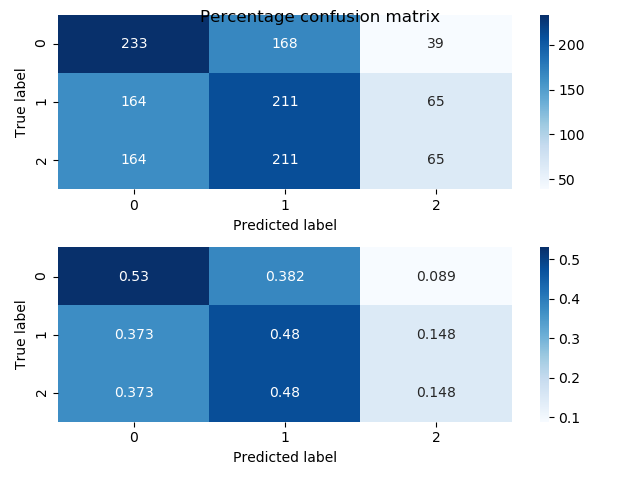 Percentage confusion matrix
True label
0 233 168 39
1 164 211 65
2 164 211 65
0 1 2
Predicted label
200
150
100
50
True label
0 0.53 0.382 0.089
1 0.373 0.48 0.148
2 0.373 0.48 0.148
0 1 2
Predicted label
0.5
0.4
0.3
0.2
0.1